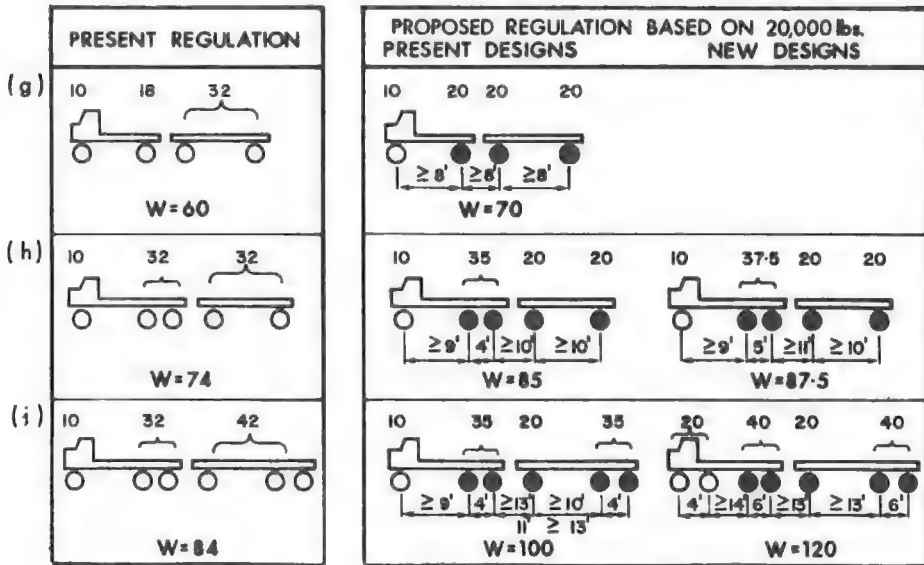 PRESENT REGULATION
PROPOSED REGULATION BASED ON 20,000 lbs.
PRESENT DESIGNS NEW DESIGNS
(g)
10 18 32
W=60
10 20 20 20
≥8' ≥8' ≥8'
W=70
(h)
10 32 32
W=74
10 35 20 20
≥9' 4' ≥10' ≥10'
W=85
10 37·5 20 20
≥9' 5' ≥11' ≥10'
W=87·5
(i)
10 32 42
W=84
10 35 20 35
≥9' 4' ≥13' ≥10' 4'
11' ≥ 13'
W=100
20 40 20 40
4' ≥14' 6' ≥13' ≥13' 6'
W=120